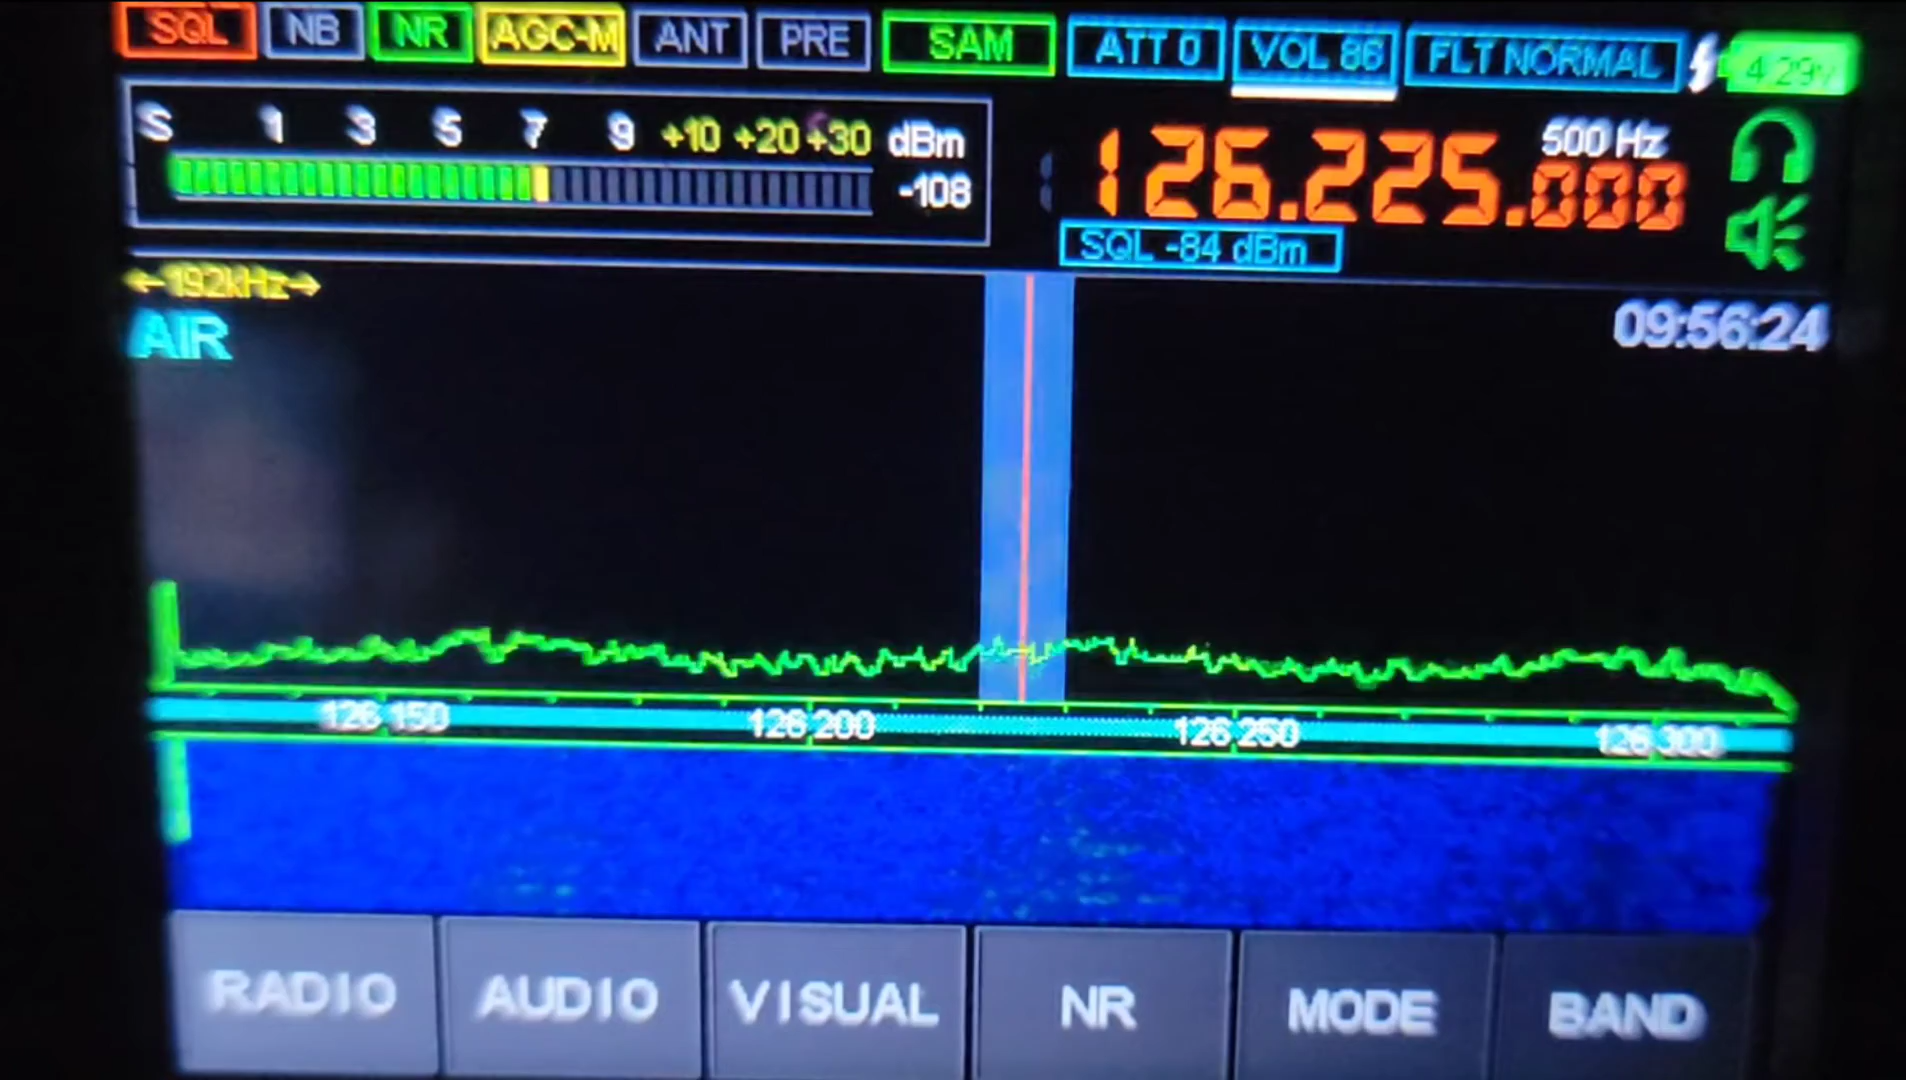 SQL NB NR AGC-M ANT PRE SAM ATT 0 VOL 86 FLT NORMAL 4.29v
S 1 3 5 7 9 +10 +20 +30 dBm
-108
126.225.000
500 Hz
SQL -84 dBm
←192kHz→
AIR
09:56:24
126.150 126.200 126.250 126.300
RADIO AUDIO VISUAL NR MODE BAND